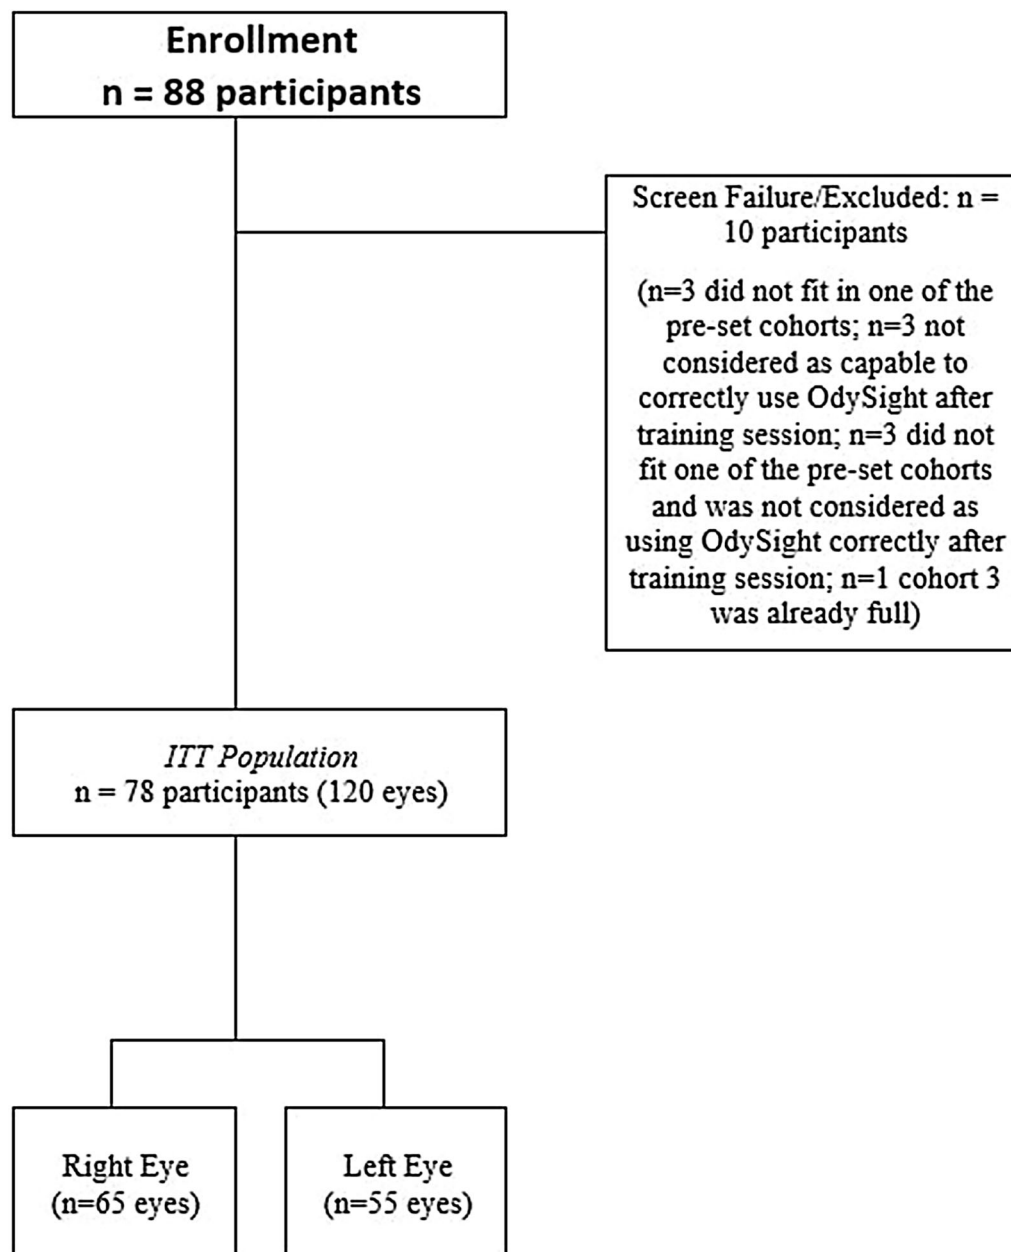 Enrollment
n = 88 participants
Screen Failure/Excluded: n =
10 participants
(n=3 did not fit in one of the
pre-set cohorts; n=3 not
considered as capable to
correctly use OdySight after
training session; n=3 did not
fit one of the pre-set cohorts
and was not considered as
using OdySight correctly after
training session; n=1 cohort 3
was already full)
ITT Population
n = 78 participants (120 eyes)
Right Eye
(n=65 eyes)
Left Eye
(n=55 eyes)